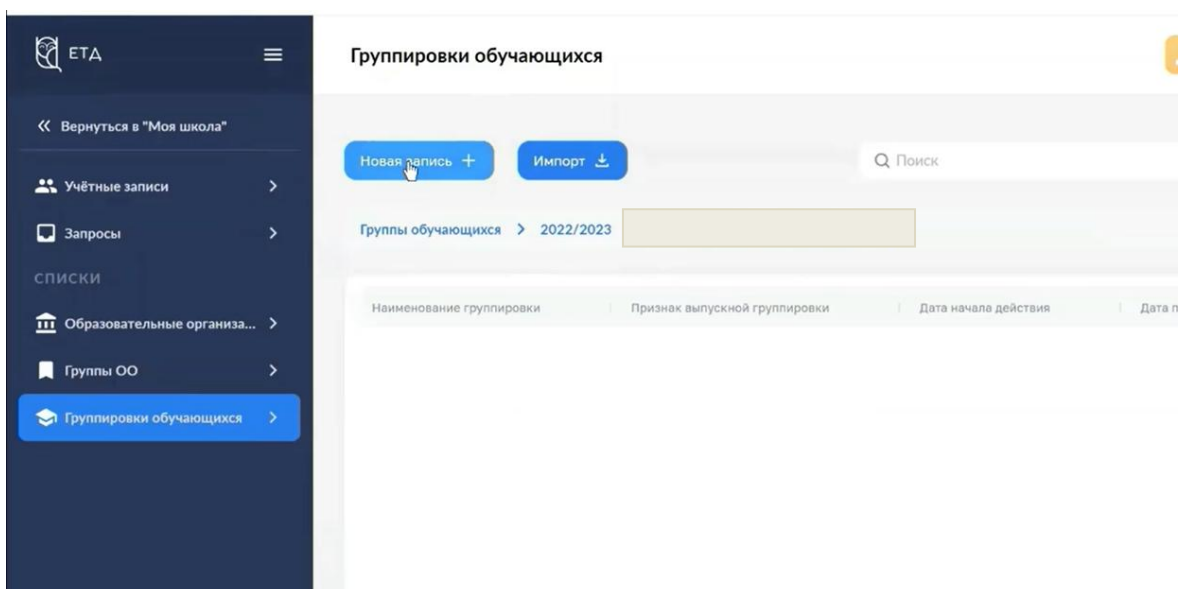 ЕТД
Вернуться в "Моя школа"
Учётные записи
Запросы
СПИСКИ
Образовательные организа...
Группы ОО
Группировки обучающихся
Группировки обучающихся
Новая запись +
Импорт
Поиск
Группы обучающихся > 2022/2023
Наименование группировки
Признак выпускной группировки
Дата начала действия
Дата п